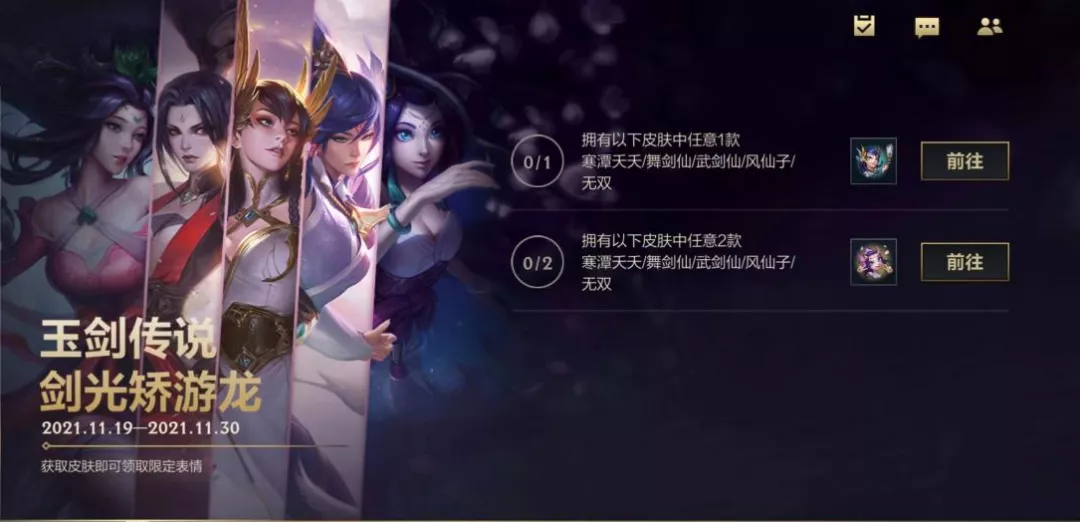 拥有以下皮肤中任意1款
0/1
寒潭夭夭/舞剑仙/武剑仙/风仙子/
无双
前往
拥有以下皮肤中任意2款
0/2
寒潭夭夭/舞剑仙/武剑仙/风仙子/
无双
前往
玉剑传说
剑光矫游龙
2021.11.19—2021.11.30
获取皮肤即可领取限定表情